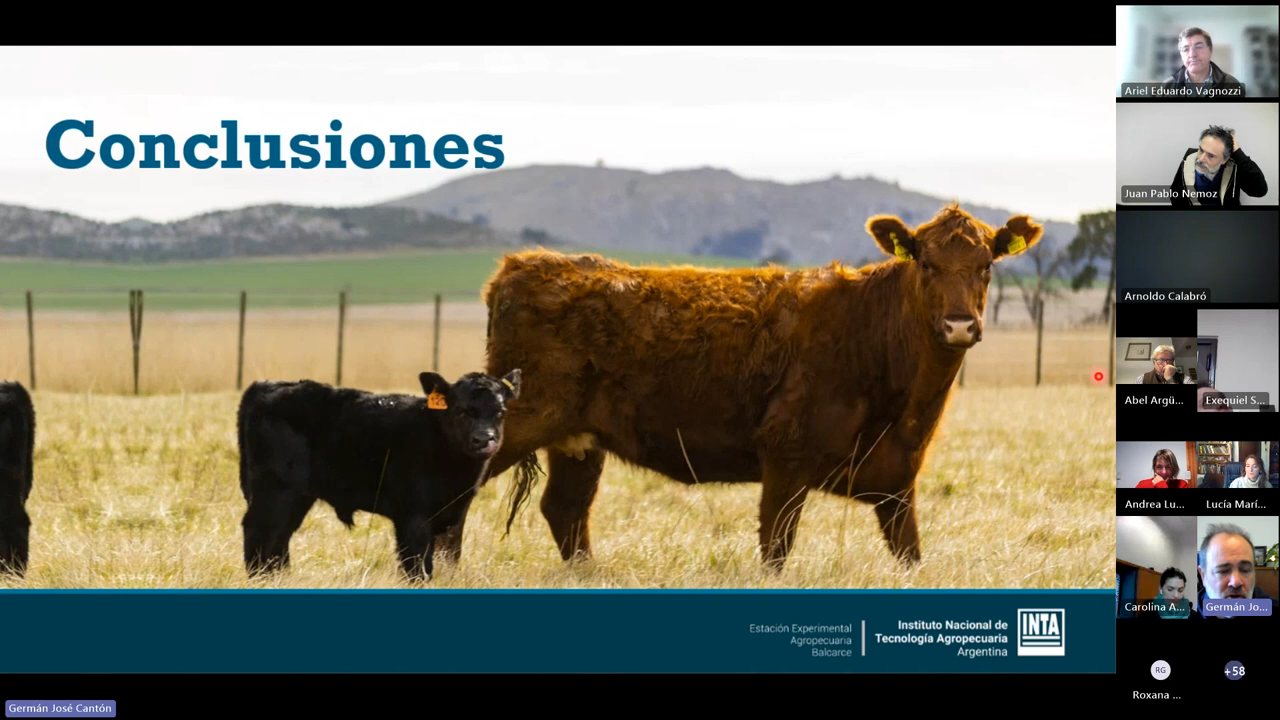 Conclusiones
Estación Experimental
Agropecuaria
Balcarce
Instituto Nacional de
Tecnología Agropecuaria
Argentina
INTA
Germán José Cantón
Ariel Eduardo Vagnozzi
Juan Pablo Nemoz
Arnoldo Calabró
Abel Argü...
Exequiel S...
Andrea Lu...
Lucía Marí...
Carolina A...
Germán Jo...
RG
+58
Roxana ...